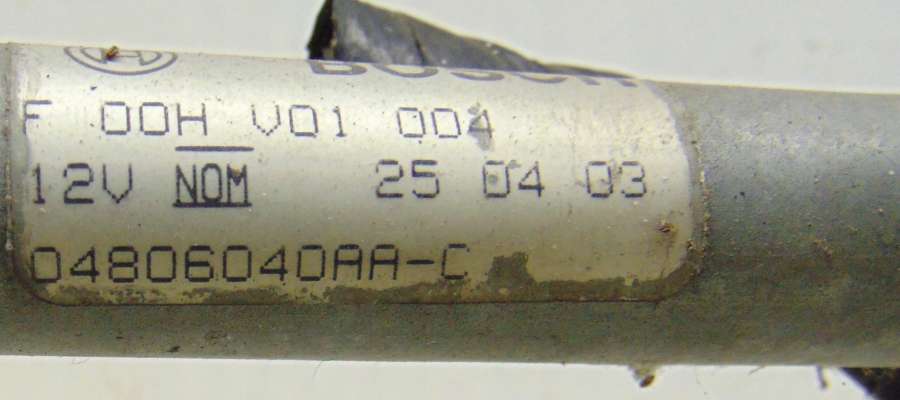 BOSCH
F 00H V01 004
12V NOM 25 04 03
04806040AA-C